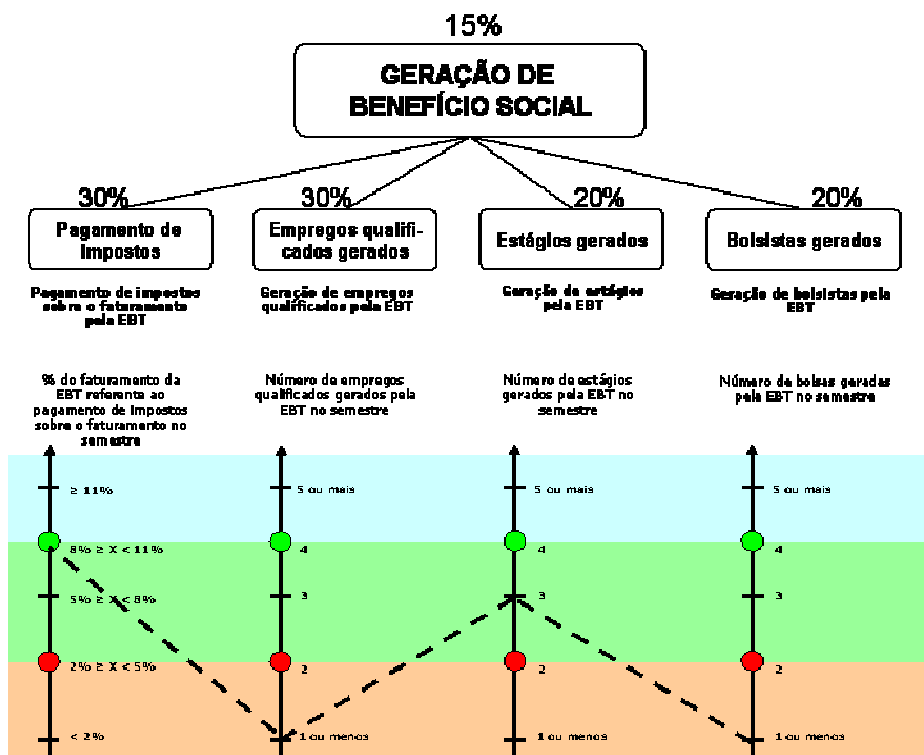 15%
GERAÇÃO DE
BENEFÍCIO SOCIAL
30%
30%
20%
20%
Pagamento de
Impostos
Empregos qualifi-
cados gerados
Estágios gerados
Bolsistas gerados
Pagamento de impostos
sobre o faturamento
pela EBT
Geração de empregos
qualificados pela EBT
Geração de estágios
pela EBT
Geração de bolsistas pela
EBT
% do faturamento da
EBT referente ao
pagamento de impostos
sobre o faturamento no
semestre
Número de empregos
qualificados gerados pela
EBT no semestre
Número de estágios
gerados pela EBT no
semestre
Número de bolsas geradas
pela EBT no semestre
≥ 11%
8% ≥ X < 11%
5% ≥ X < 8%
2% ≥ X < 5%
< 2%
5 ou mais
4
3
2
1 ou menos
5 ou mais
4
3
2
1 ou menos
5 ou mais
4
3
2
1 ou menos